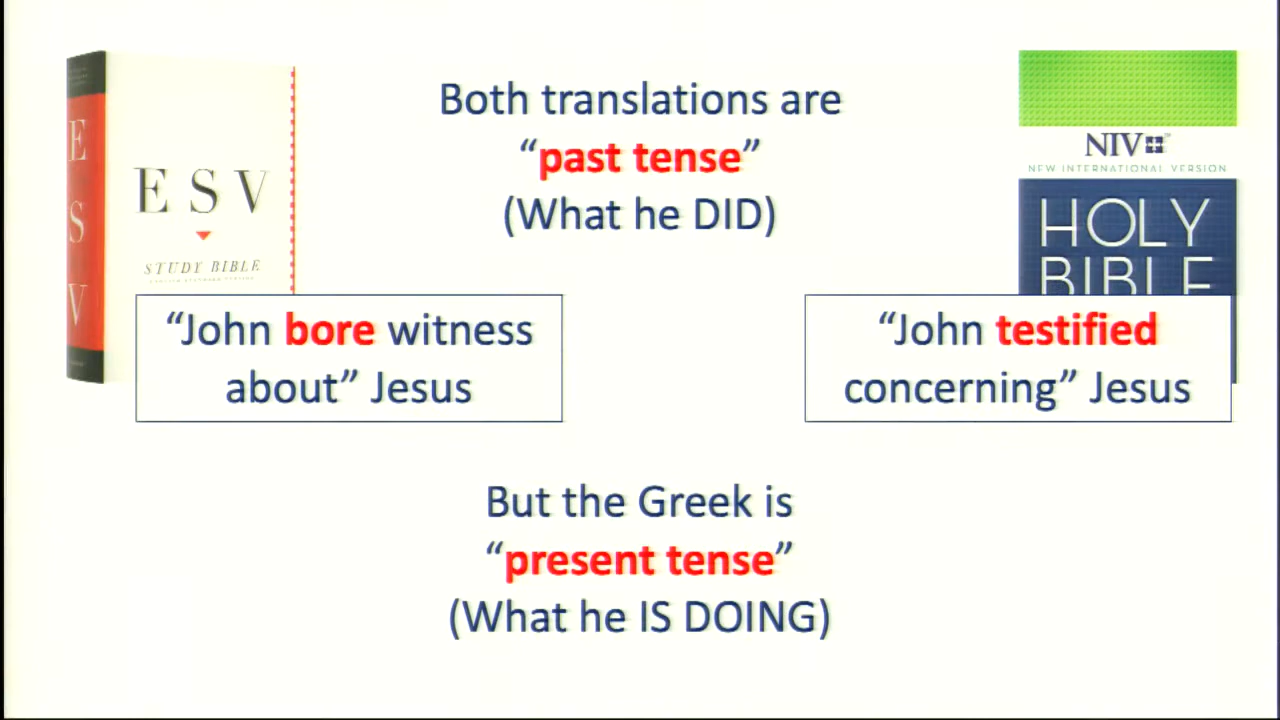 Both translations are
“past tense”
(What he DID)
E
S
V
E S V
STUDY BIBLE
NIV
NEW INTERNATIONAL VERSION
HOLY
BIBLE
“John bore witness
about” Jesus
“John testified
concerning” Jesus
But the Greek is
“present tense”
(What he IS DOING)